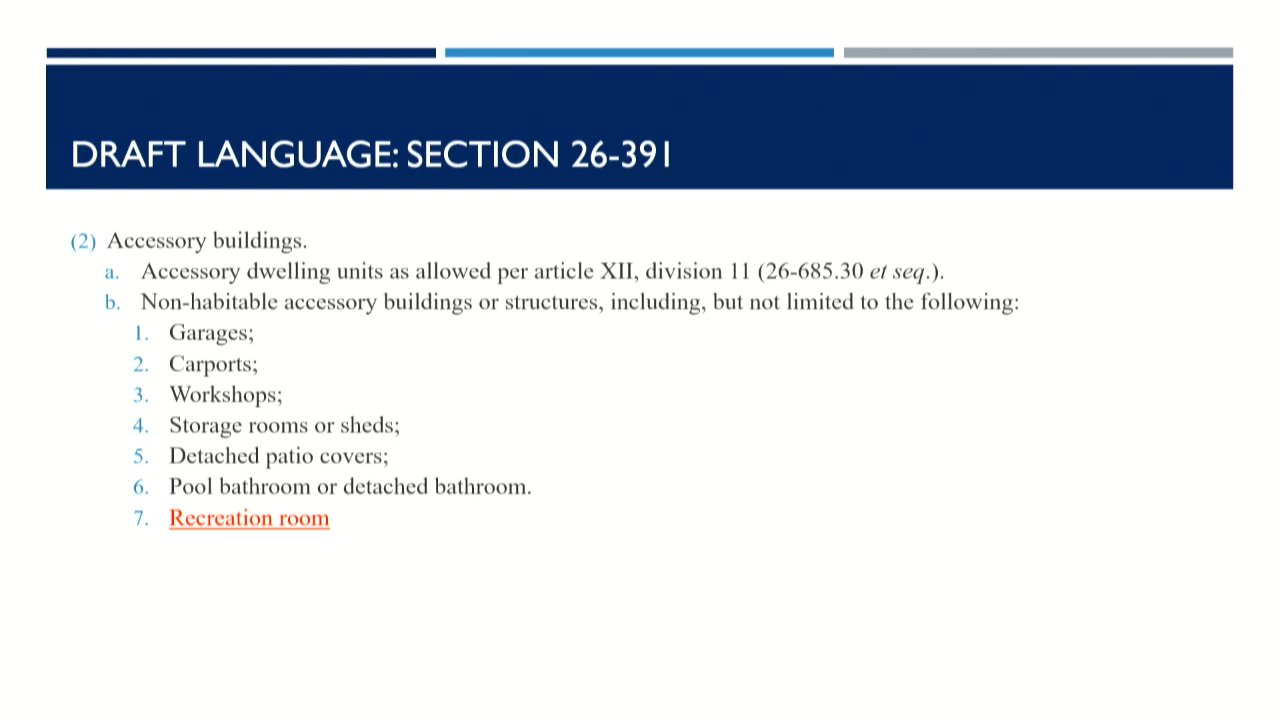 DRAFT LANGUAGE: SECTION 26-391
(2) Accessory buildings.
a. Accessory dwelling units as allowed per article XII, division 11 (26-685.30 et seq.).
b. Non-habitable accessory buildings or structures, including, but not limited to the following:
1. Garages;
2. Carports;
3. Workshops;
4. Storage rooms or sheds;
5. Detached patio covers;
6. Pool bathroom or detached bathroom.
7. Recreation room